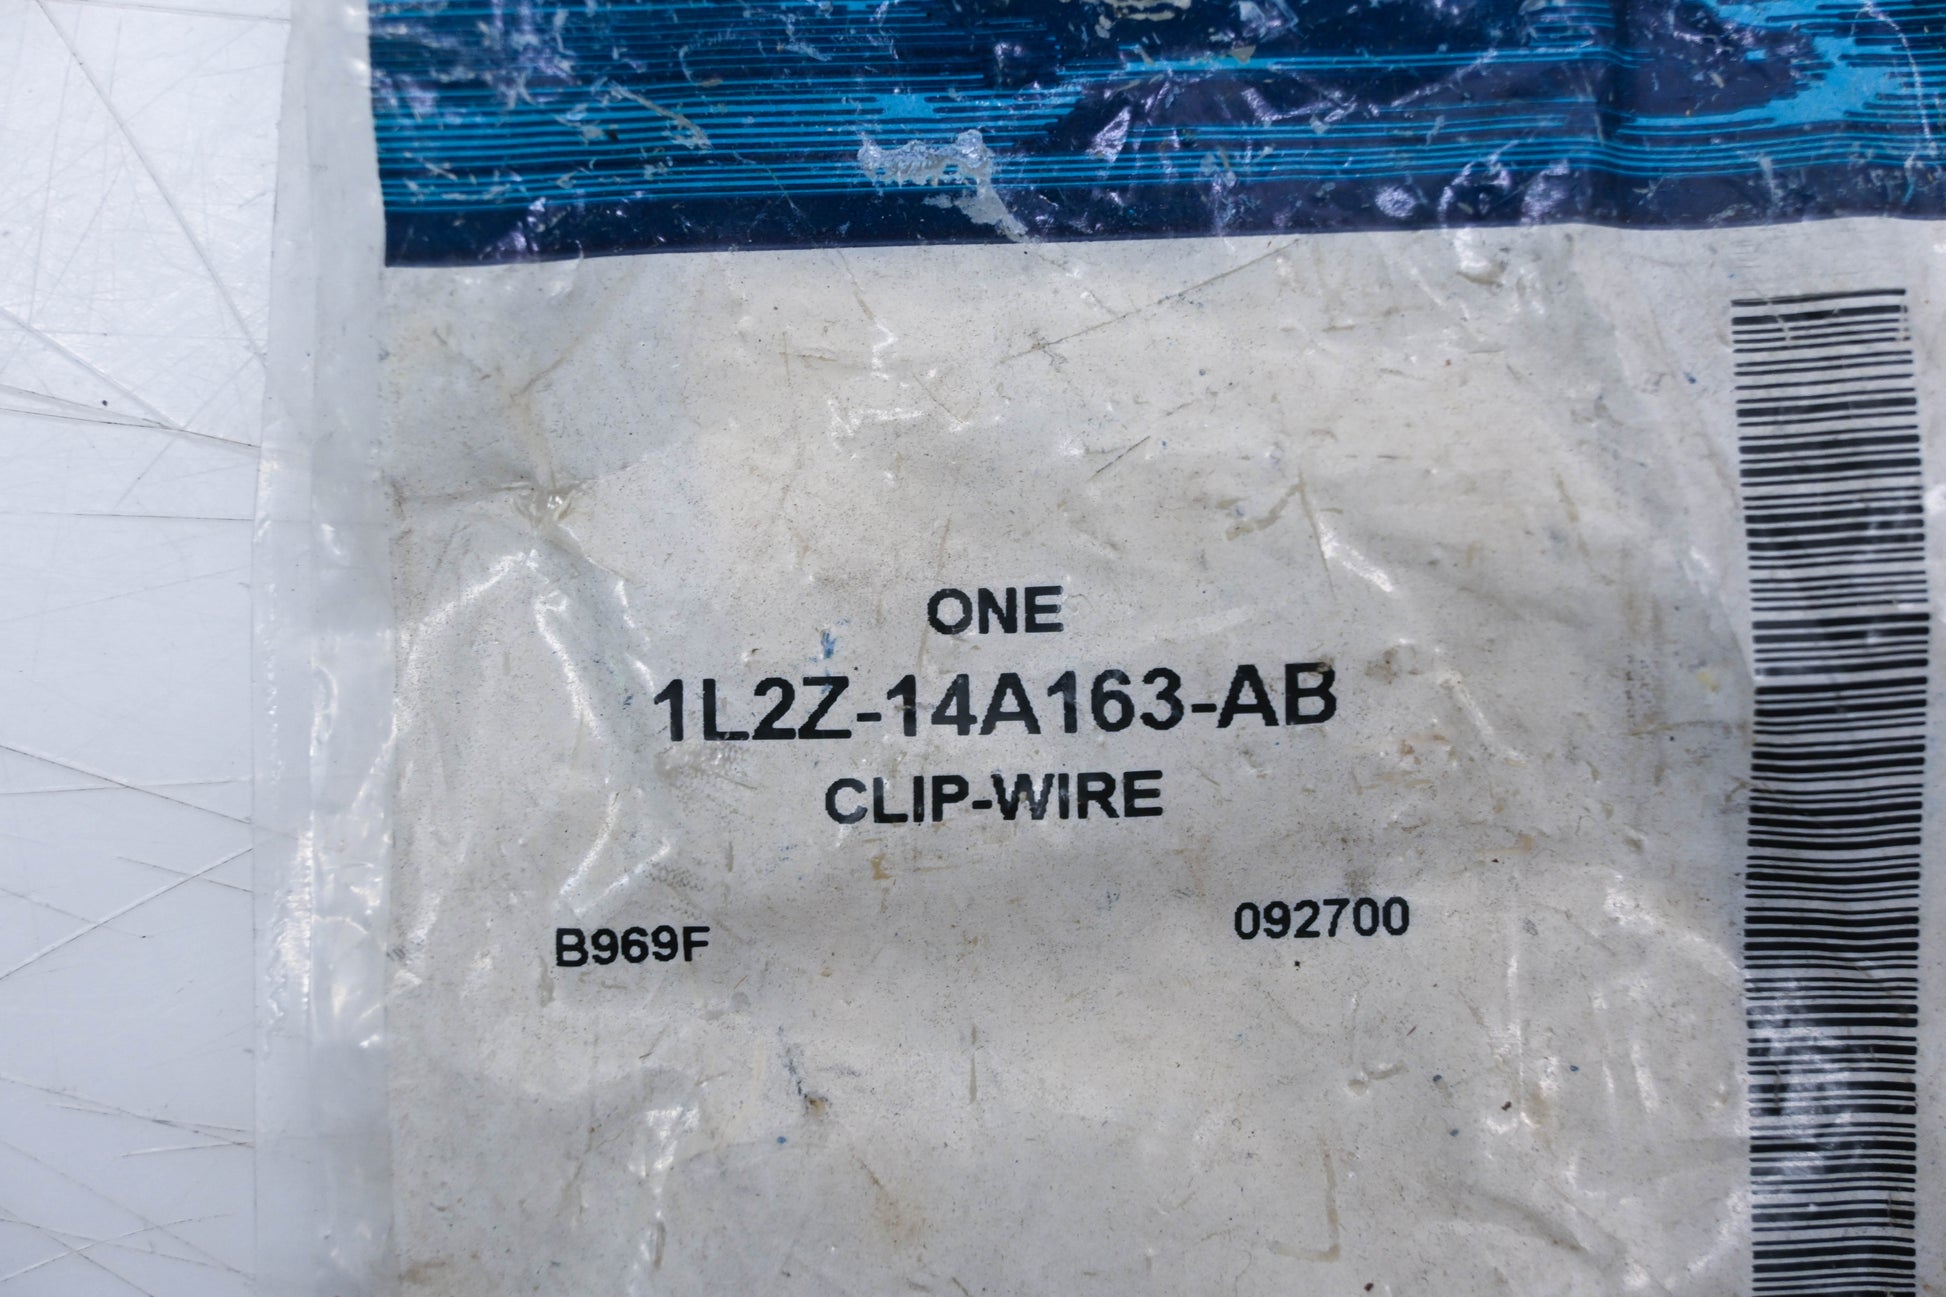 ONE
1L2Z-14A163-AB
CLIP-WIRE
B969F 092700